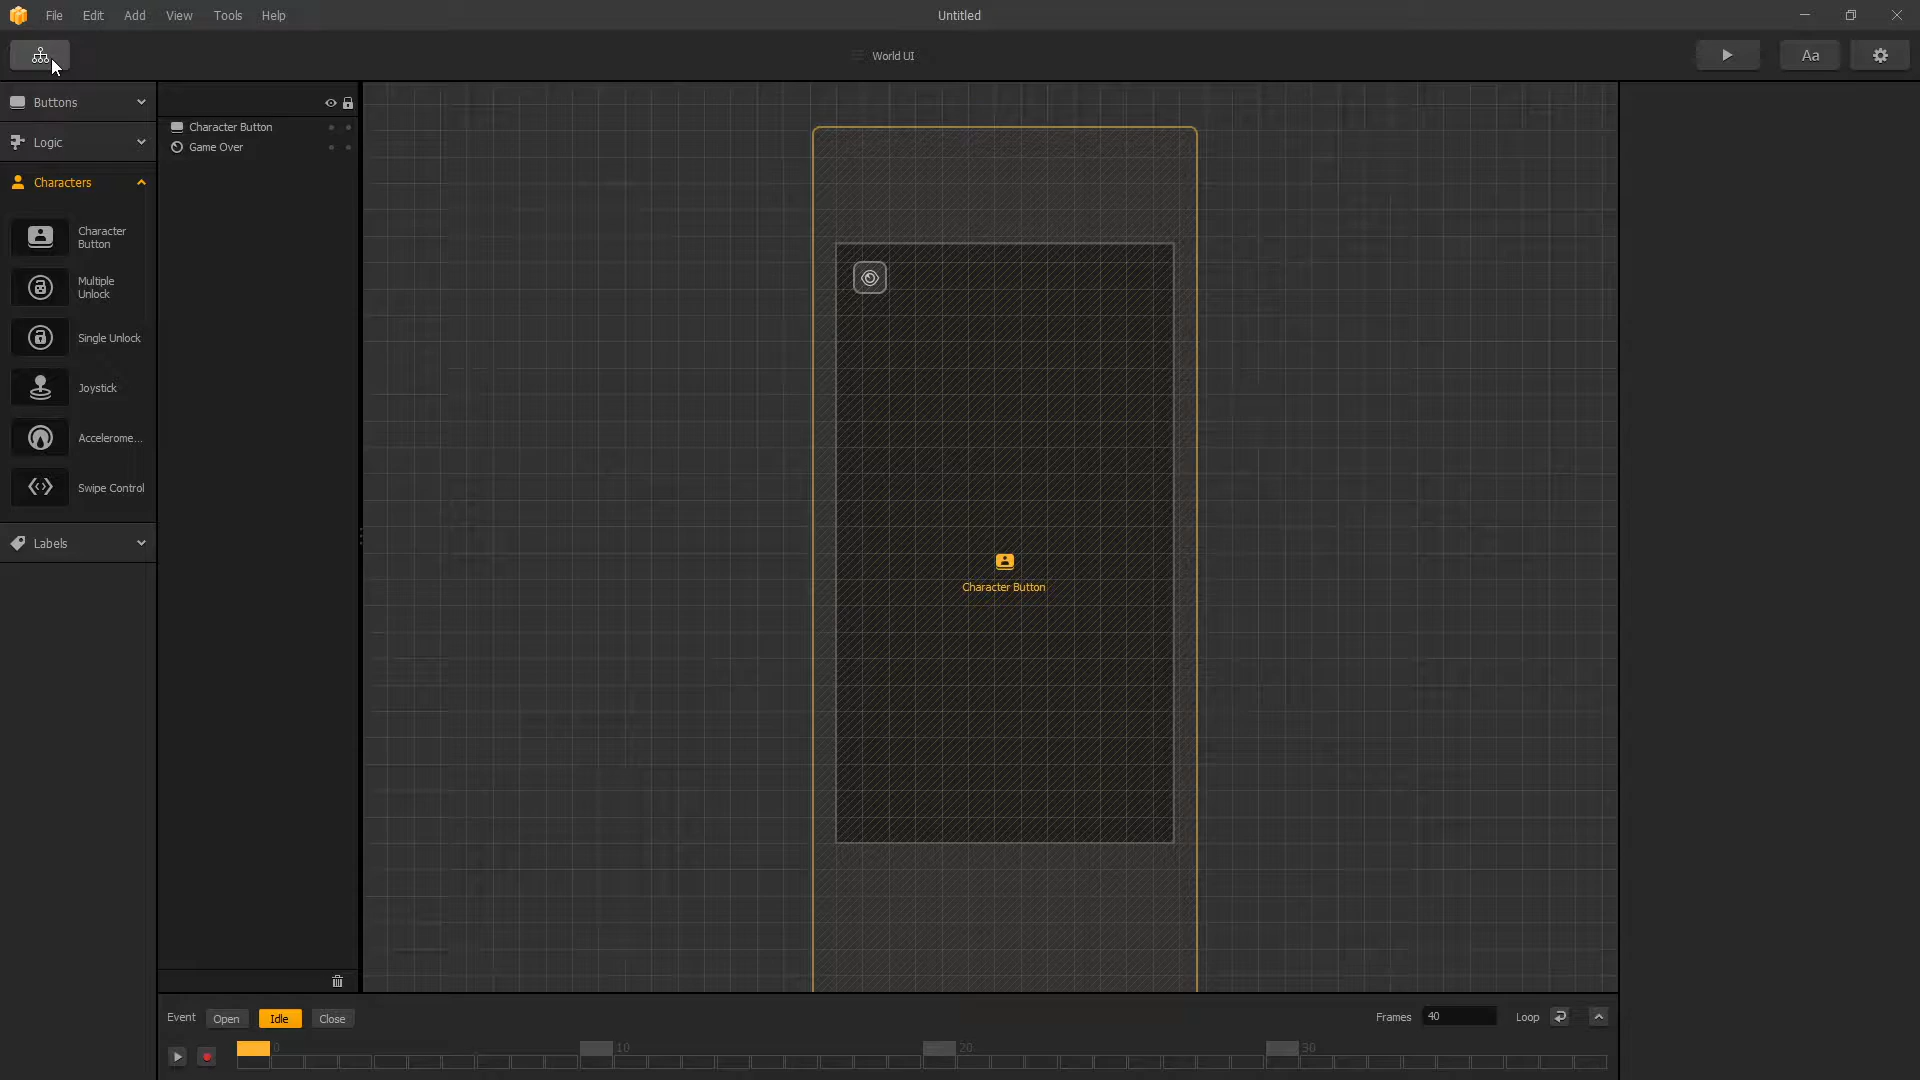 File Edit Add View Tools Help
Untitled
World UI
Aa
Buttons
Logic
Characters
Character
Button
Multiple
Unlock
Single Unlock
Joystick
Accelerome...
Swipe Control
Labels
Character Button
Game Over
Character Button
Event Open Idle Close
Frames 40 Loop
0 10 20 30